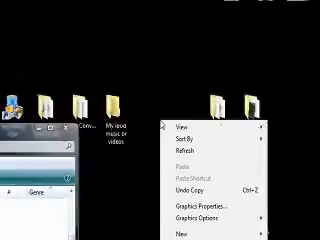 Conv...
My loud
music or
videos
View
Sort By
Refresh
Paste
Paste Shortcut
Undo Copy Ctrl+Z
Graphics Properties...
Graphics Options
New
# Genre